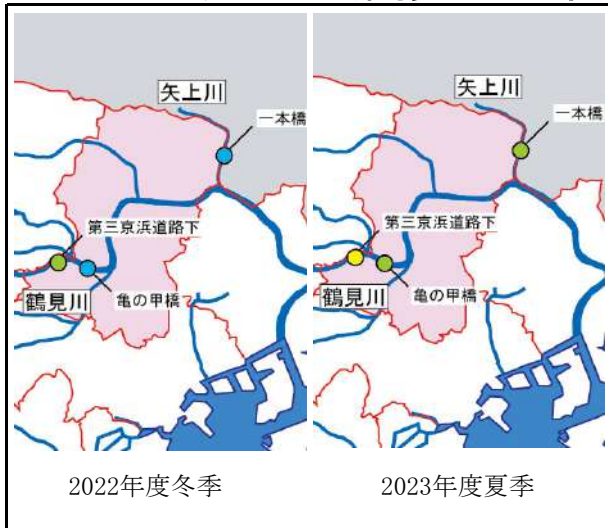 矢上川
一本橋
第三京浜道路下
鶴見川
亀の甲橋
2022年度冬季
矢上川
一本橋
第三京浜道路下
鶴見川
亀の甲橋
2023年度夏季